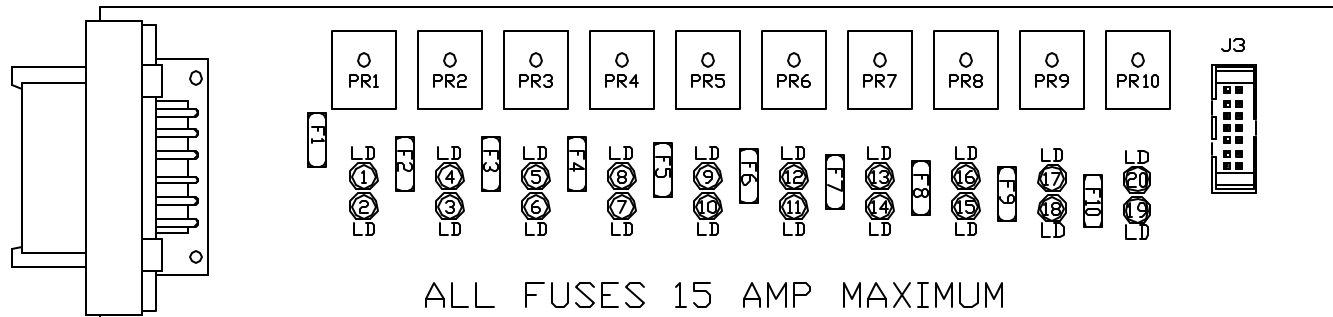 J3
PR1 PR2 PR3 PR4 PR5 PR6 PR7 PR8 PR9 PR10
F1 F2 F3 F4 F5 F6 F7 F8 F9 F10
LD LD LD LD LD LD LD LD LD LD
1 4 5 8 9 12 13 16 17 20
2 3 6 7 10 11 14 15 18 19
LD LD LD LD LD LD LD LD LD LD
ALL FUSES 15 AMP MAXIMUM